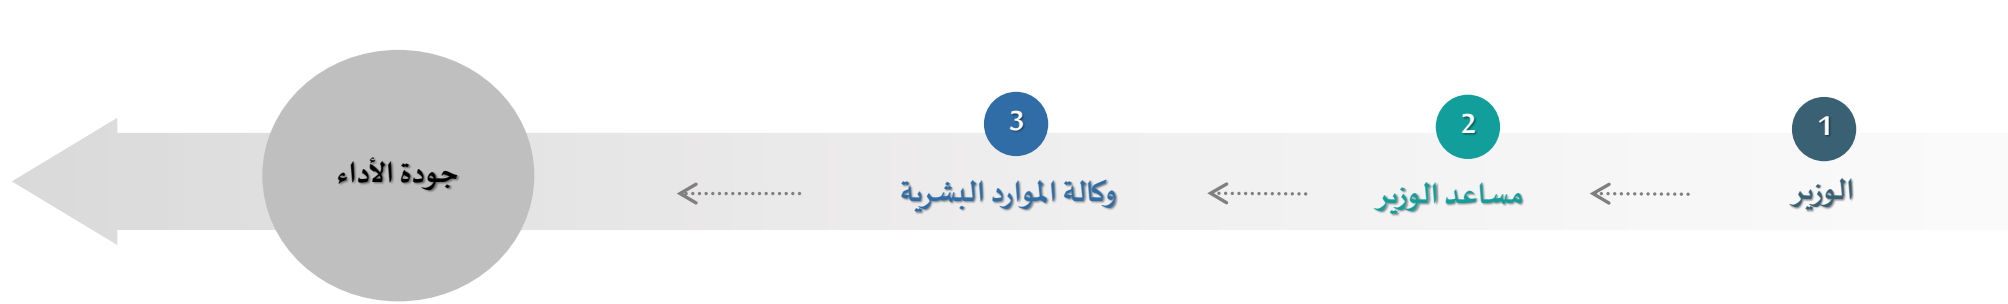 1
الوزير
2
مساعد الوزير
3
وكالة الموارد البشرية
جودة الأداء